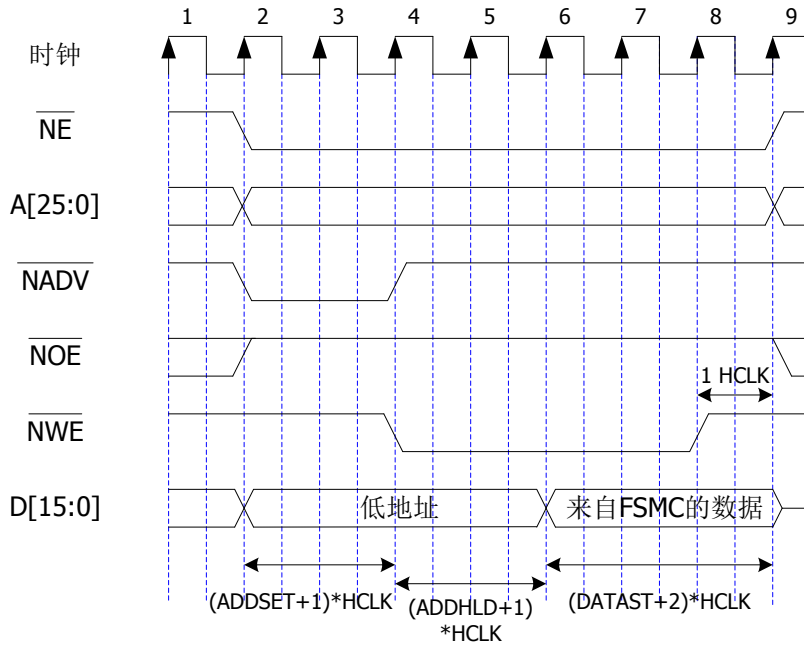 1 2 3 4 5 6 7 8 9
时钟
NE
A[25:0]
NADV
NOE
1 HCLK
NWE
D[15:0] 低地址 来自FSMC的数据
(ADDSET+1)*HCLK (ADDHLD+1) (DATAST+2)*HCLK
*HCLK